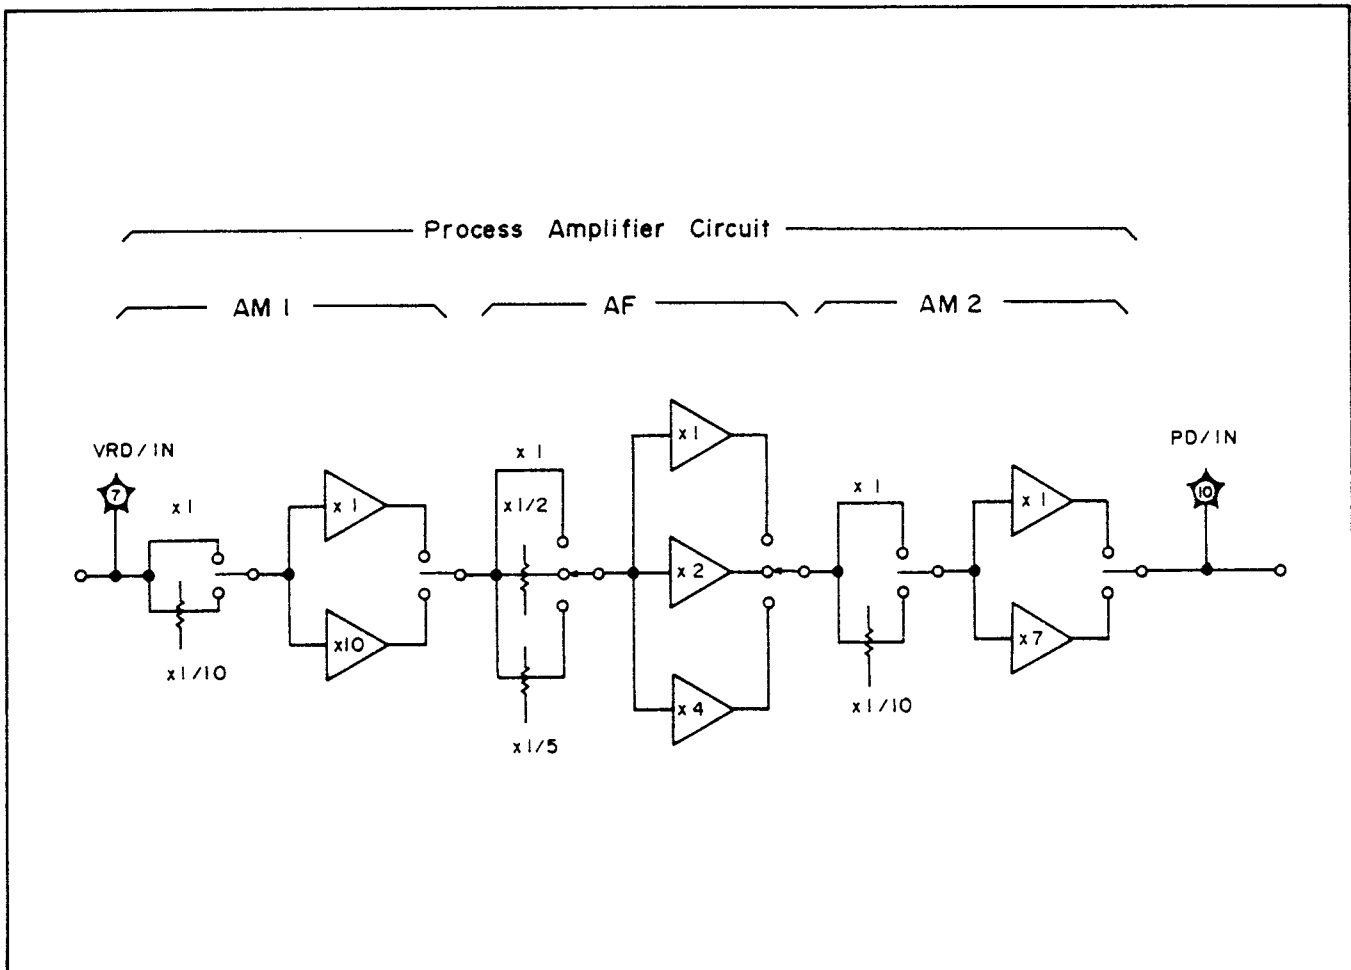 Process Amplifier Circuit
AM 1
AF
AM 2
VRD/IN
7
x 1
x 1/10
x 1
x10
x 1
x1/2
x 1/5
x 1
x 2
x 4
x 1
x 1/10
x 1
x 7
PD/IN
10